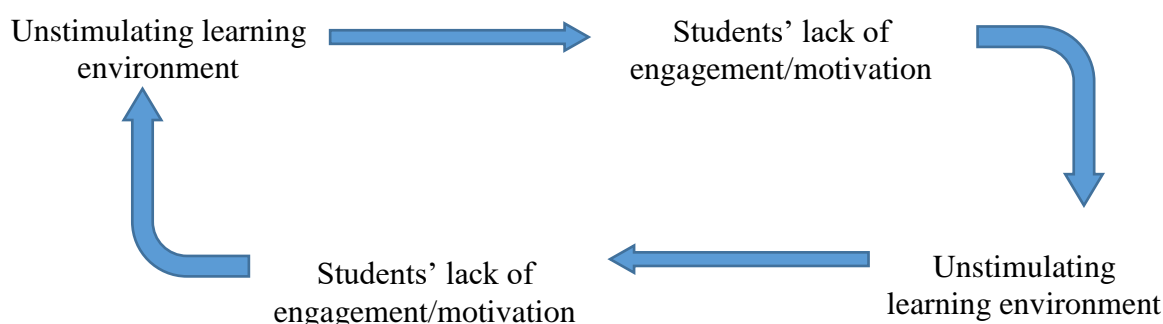 Unstimulating learning
environment
Students’ lack of
engagement/motivation
Unstimulating
learning environment
Students’ lack of
engagement/motivation